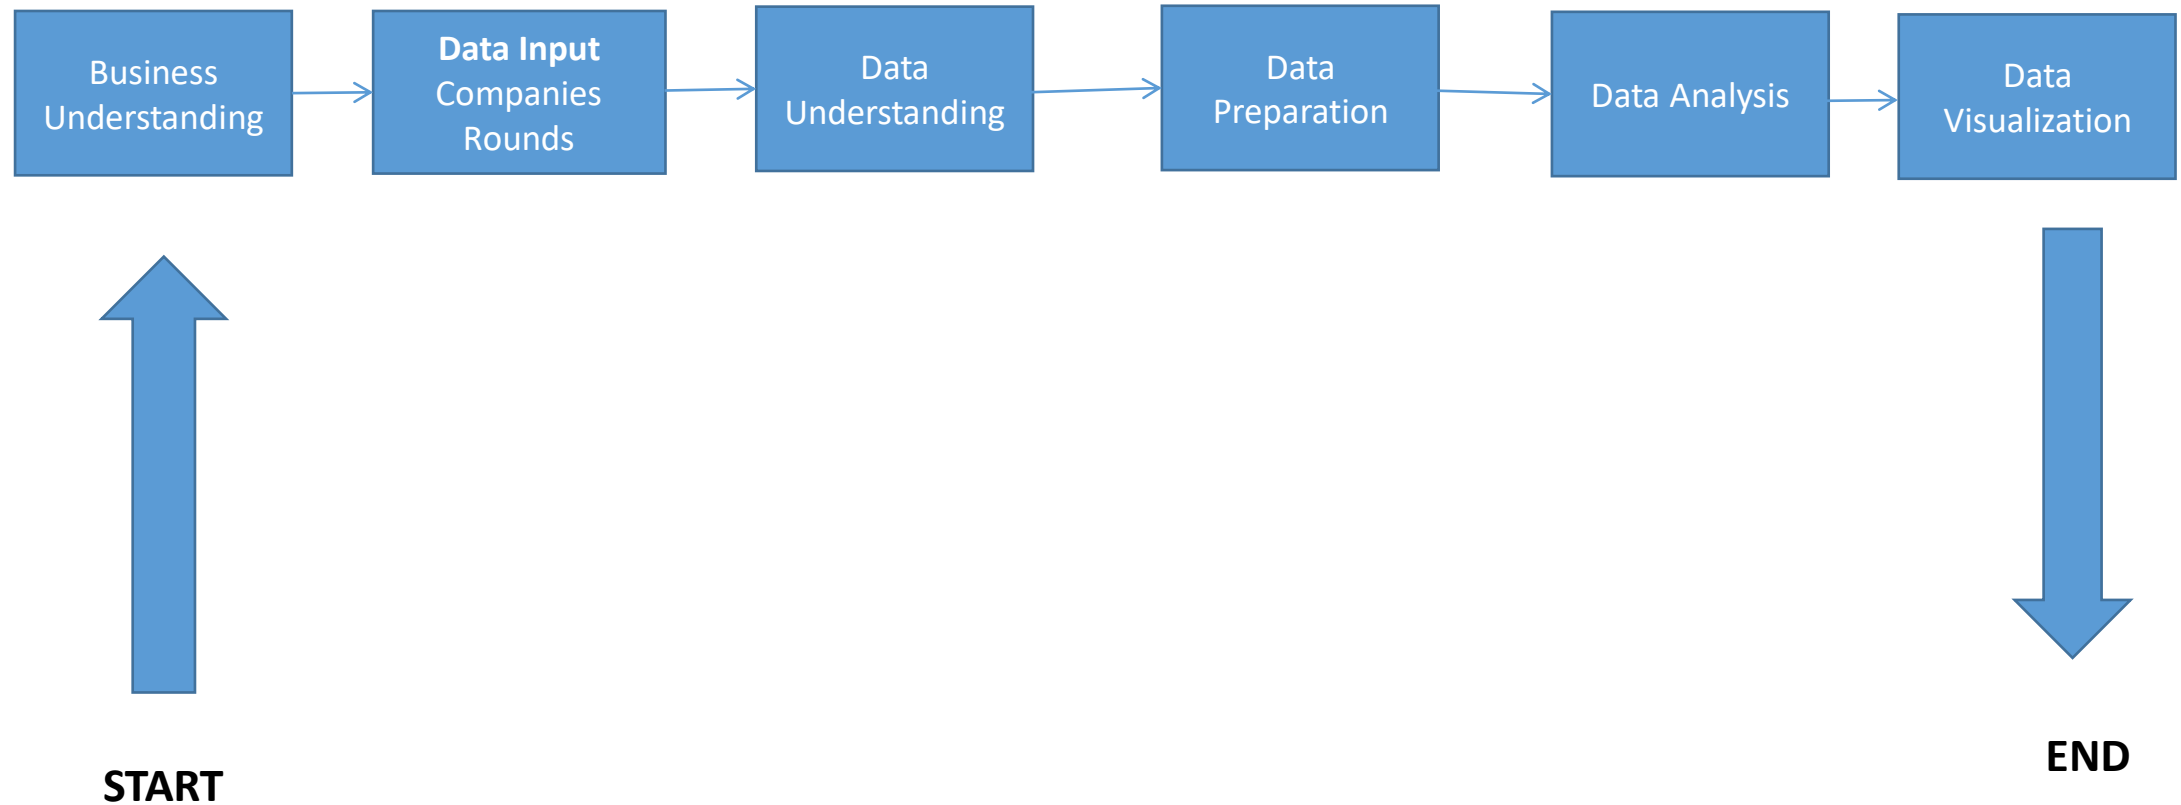 Business
Understanding
Data Input
Companies
Rounds
Data
Understanding
Data
Preparation
Data Analysis
Data
Visualization
START
END